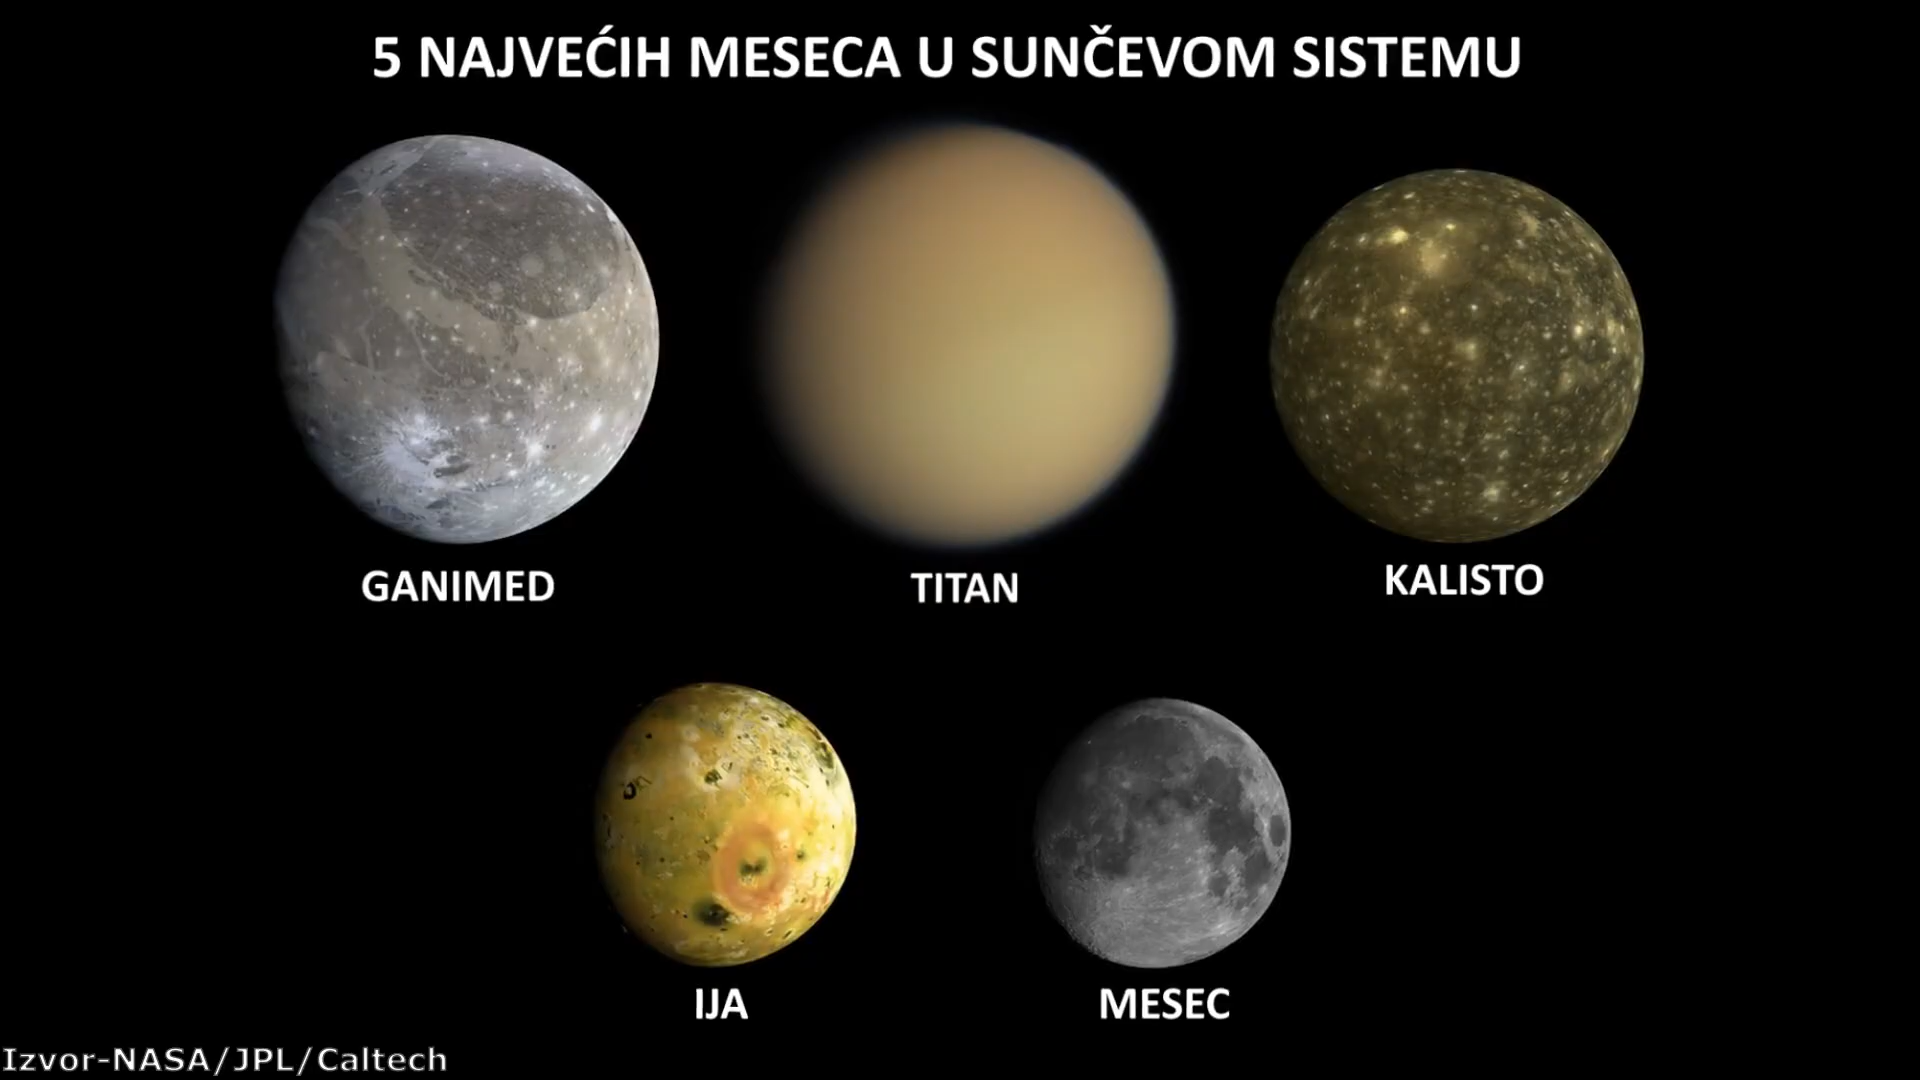 5 NAJVEĆIH MESECA U SUNČEVOM SISTEMU
GANIMED
TITAN
KALISTO
IJA
MESEC
Izvor-NASA/JPL/Caltech